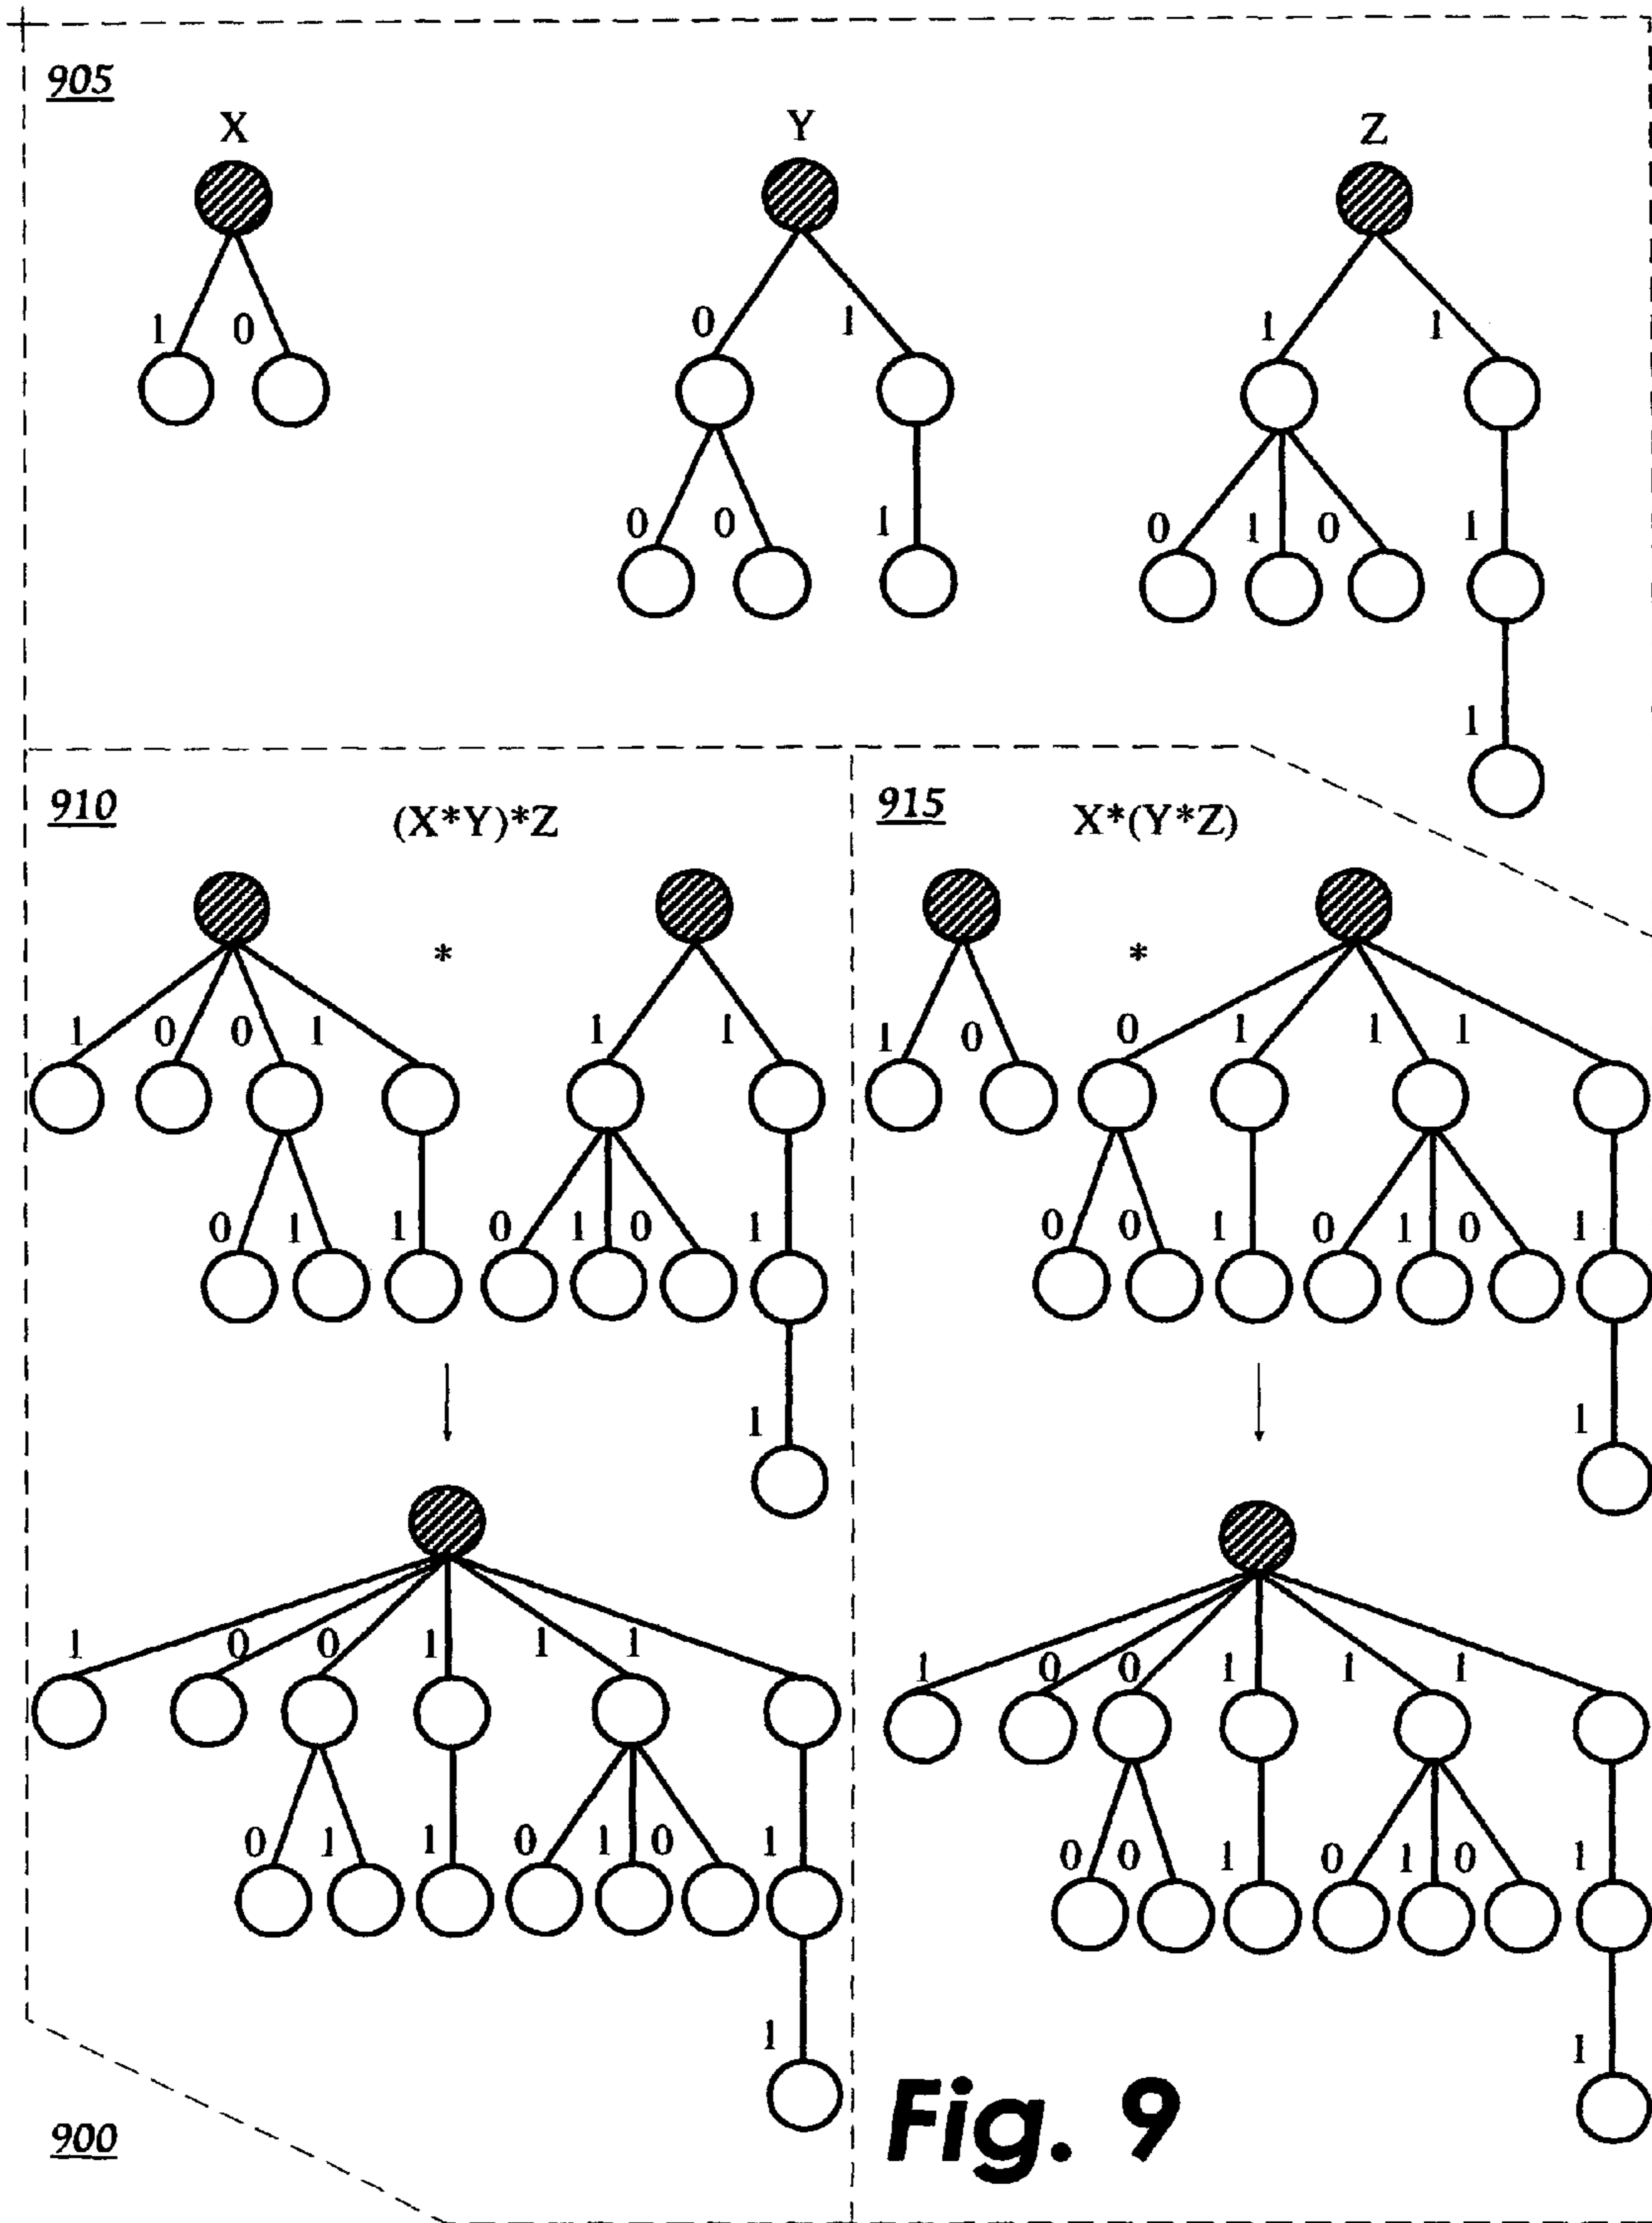 905
X Y Z
1 0 0 1 1 1
0 0 1 0 1 0 1
1
910 (X*Y)*Z 915 X*(Y*Z)
* *
1 0 0 1 1 1 1 0 0 1 1 1
0 1 1 0 1 0 1 0 0 1 0 1 0 1
1 1
1 0 0 1 1 1 1 0 0 1 1 1
0 1 1 0 1 0 1 0 0 1 0 1 0 1
1 1
900 Fig. 9